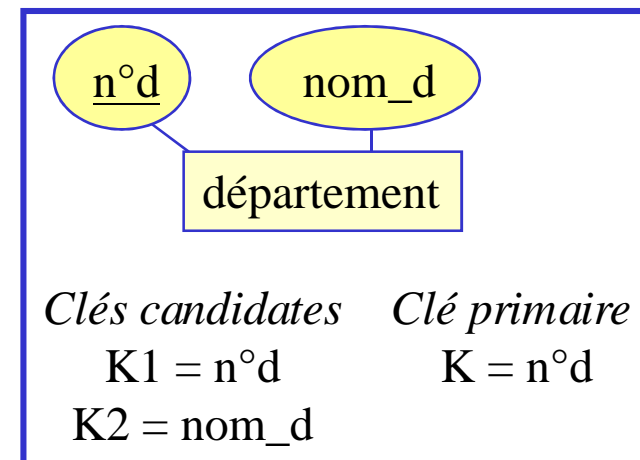 n°d nom_d
département
Clés candidates Clé primaire
K1 = n°d K = n°d
K2 = nom_d